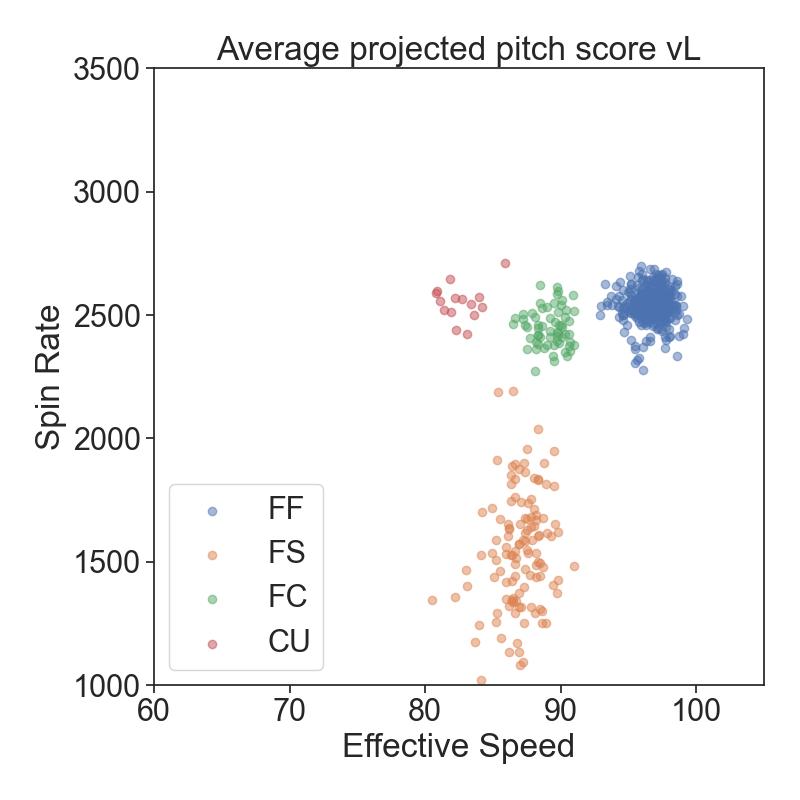 Average projected pitch score vL
3500
3000
2500
2000
1500
1000
Spin Rate
FF
FS
FC
CU
60 70 80 90 100
Effective Speed